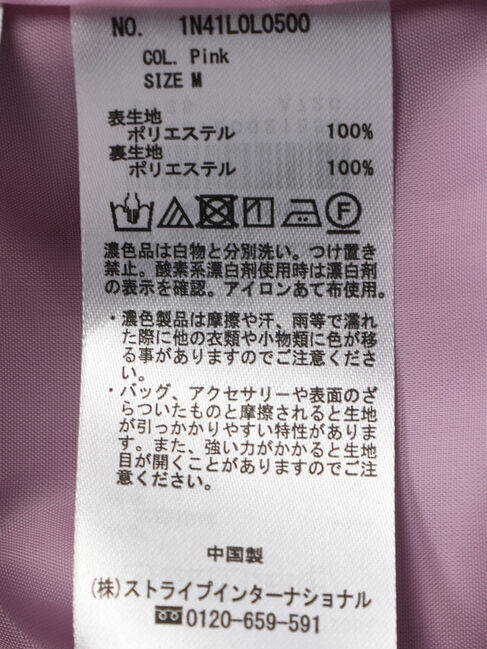 NO. 1N41L0L0500
COL. Pink
SIZE M
表生地
ポリエステル 100%
裏生地
ポリエステル 100%
濃色品は白物と分別洗い。つけ置き
禁止。酸素系漂白剤使用時は漂白剤
の表示を確認。アイロンあて布使用。
・濃色製品は摩擦や汗、雨等で濡れ
た際に他の衣類や小物類に色が移
る事がありますのでご注意くださ
い。
・バッグ、アクセサリーや表面のざ
らついたものと摩擦されると生地
が引っかかりやすい特性がありま
す。また、強い力がかかると生地
目が開くことがありますのでご注
意ください。
中国製
(株)ストライプインターナショナル
0120-659-591